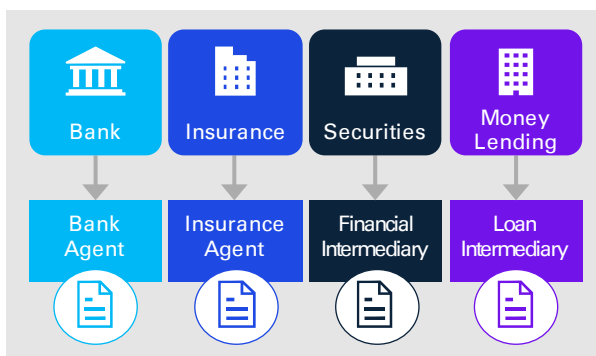 Bank
Insurance
Securities
Money
Lending
Bank
Agent
Insurance
Agent
Financial
Intermediary
Loan
Intermediary